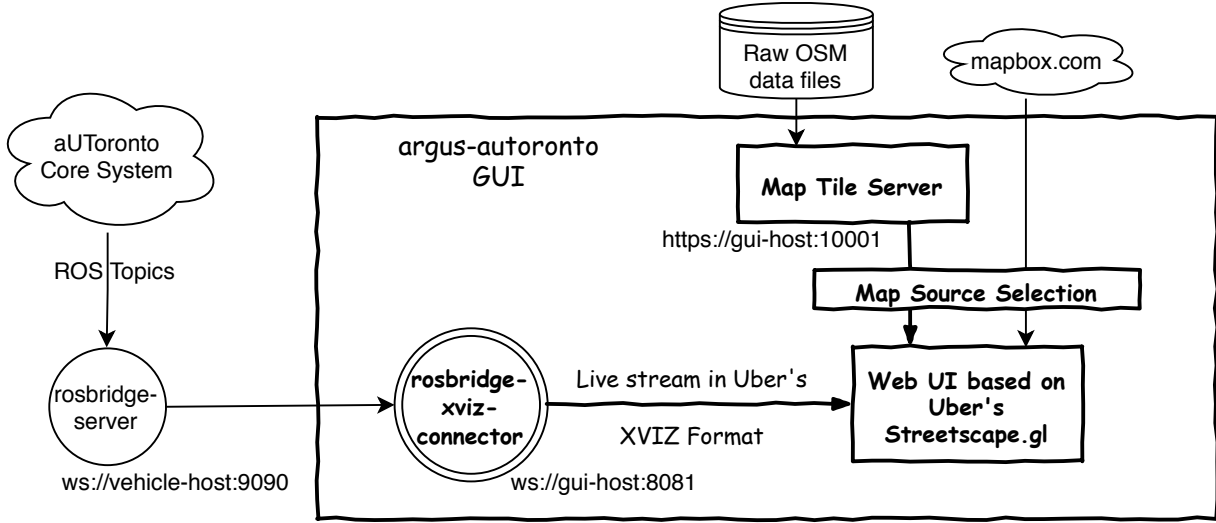 Raw OSM
data files
mapbox.com
aUToronto
Core System
argus-autoronto
GUI
Map Tile Server
https://gui-host:10001
ROS Topics
Map Source Selection
rosbridge-
server
rosbridge-
xviz-
connector
Live stream in Uber's
XVIZ Format
Web UI based on
Uber's
Streetscape.gl
ws://vehicle-host:9090
ws://gui-host:8081